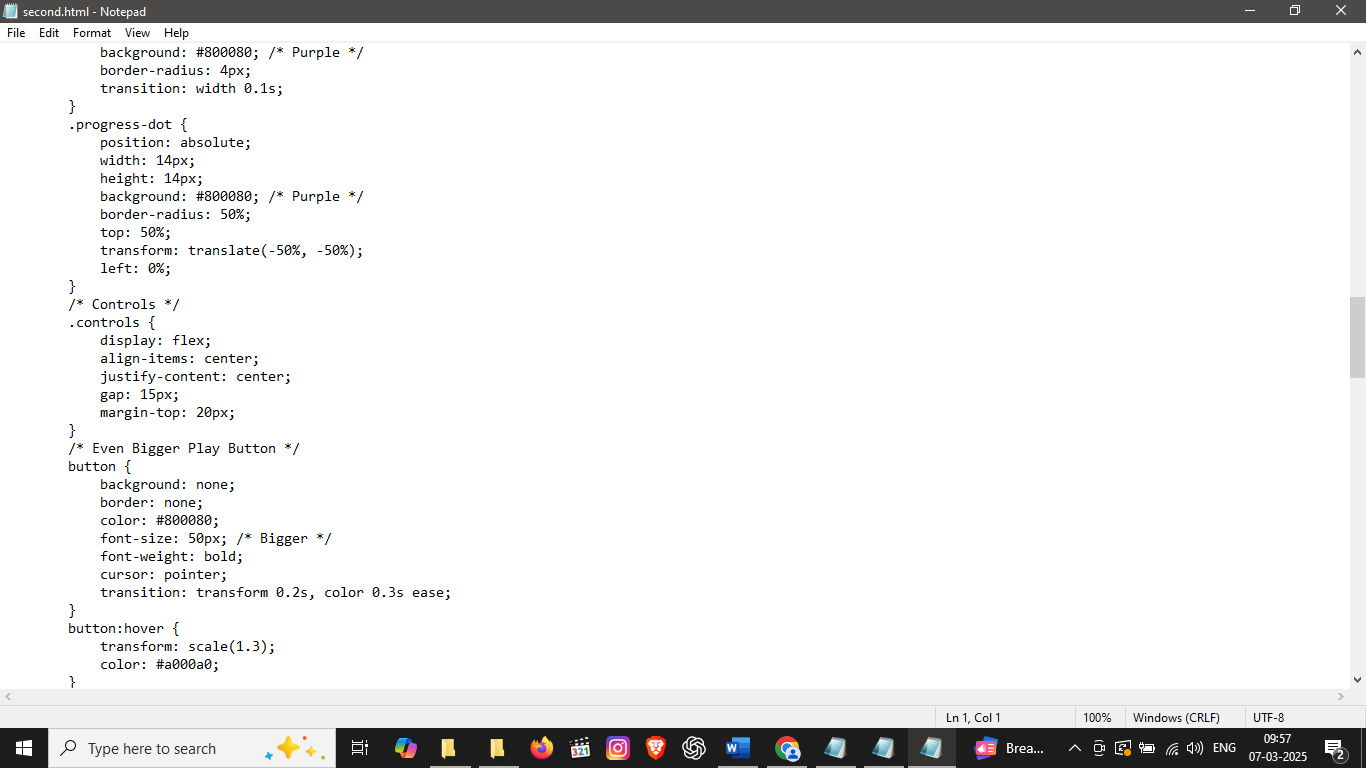 second.html - Notepad
File Edit Format View Help
background: #800080; /* Purple */
border-radius: 4px;
transition: width 0.1s;
}
.progress-dot {
position: absolute;
width: 14px;
height: 14px;
background: #800080; /* Purple */
border-radius: 50%;
top: 50%;
transform: translate(-50%, -50%);
left: 0%;
}
/* Controls */
.controls {
display: flex;
align-items: center;
justify-content: center;
gap: 15px;
margin-top: 20px;
}
/* Even Bigger Play Button */
button {
background: none;
border: none;
color: #800080;
font-size: 50px; /* Bigger */
font-weight: bold;
cursor: pointer;
transition: transform 0.2s, color 0.3s ease;
}
button:hover {
transform: scale(1.3);
color: #a000a0;
}
Ln 1, Col 1 100% Windows (CRLF) UTF-8
Type here to search 321 W Brea... ENG 09:57
07-03-2025 2